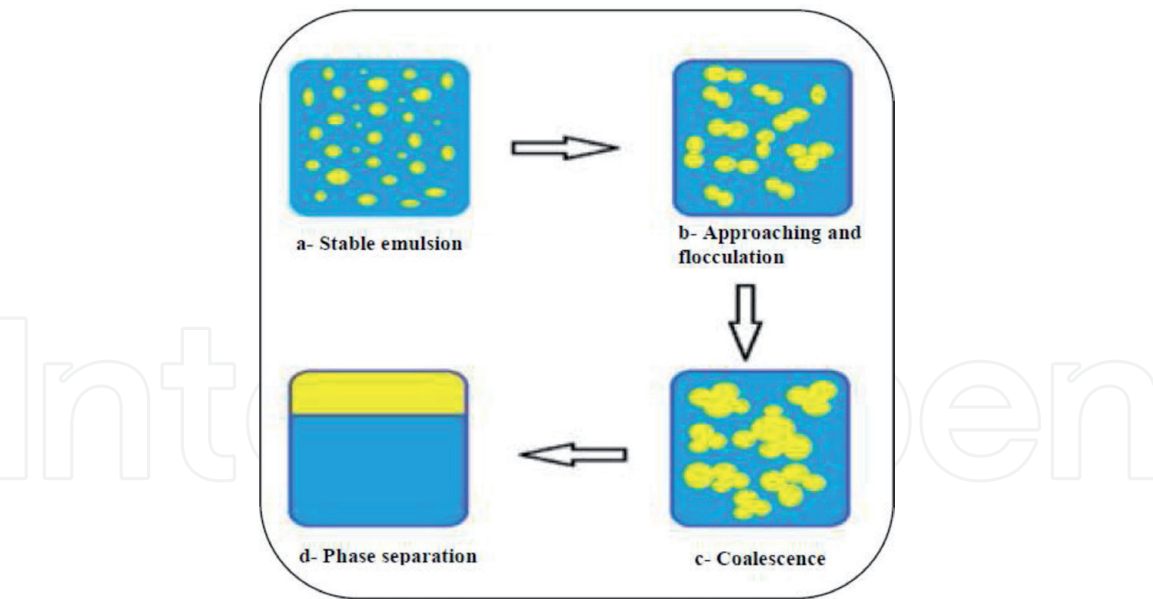 a- Stable emulsion
b- Approaching and
flocculation
d- Phase separation
c- Coalescence